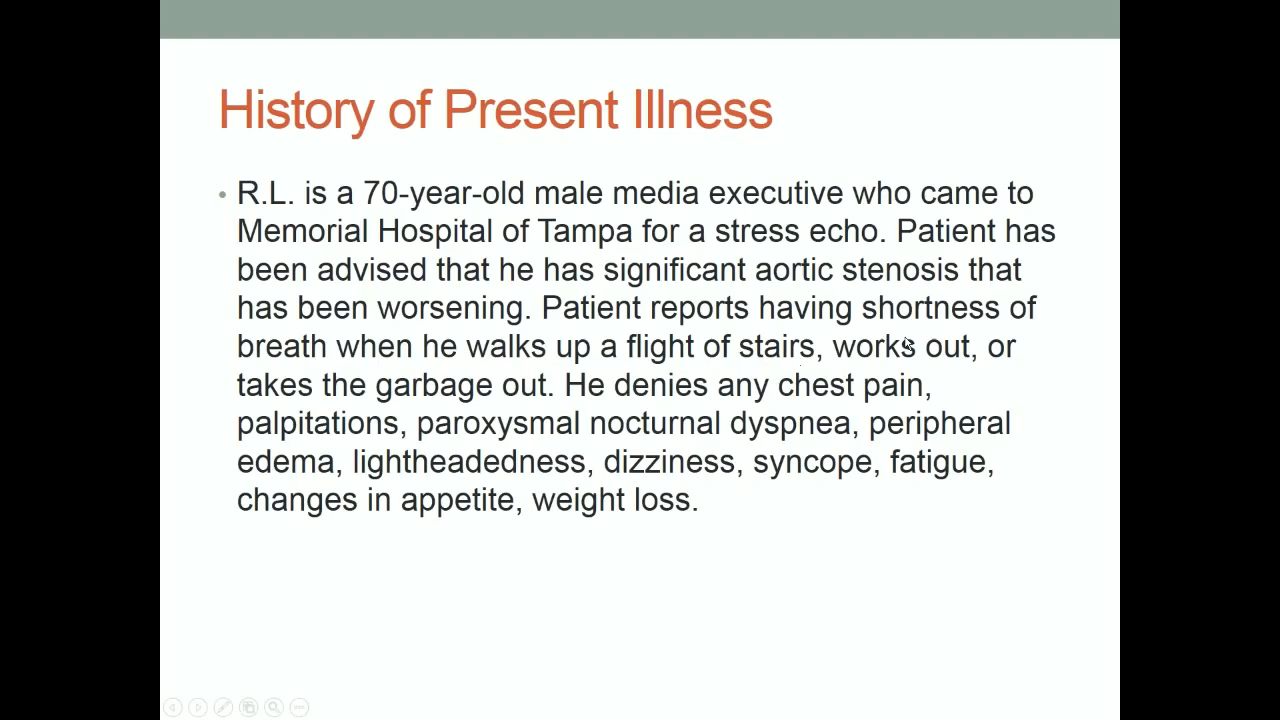 History of Present Illness
• R.L. is a 70-year-old male media executive who came to
Memorial Hospital of Tampa for a stress echo. Patient has
been advised that he has significant aortic stenosis that
has been worsening. Patient reports having shortness of
breath when he walks up a flight of stairs, works out, or
takes the garbage out. He denies any chest pain,
palpitations, paroxysmal nocturnal dyspnea, peripheral
edema, lightheadedness, dizziness, syncope, fatigue,
changes in appetite, weight loss.